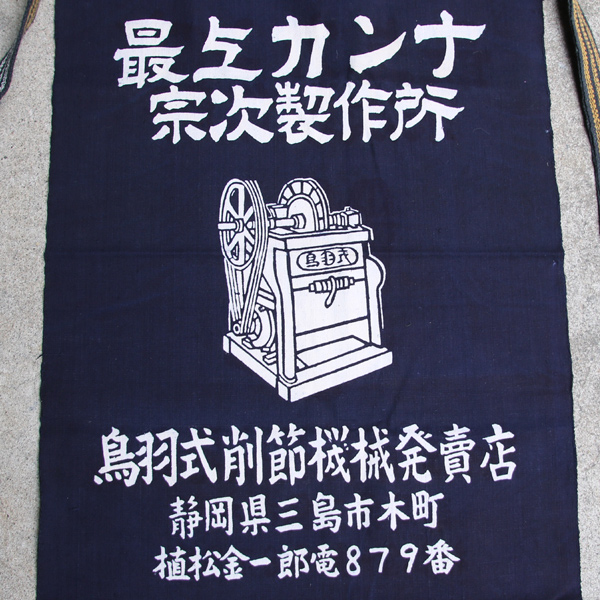 最上カンナ
宗次製作所
鳥羽式
鳥羽式削節機械発賣店
静岡県三島市木町
植松金一郎電879番